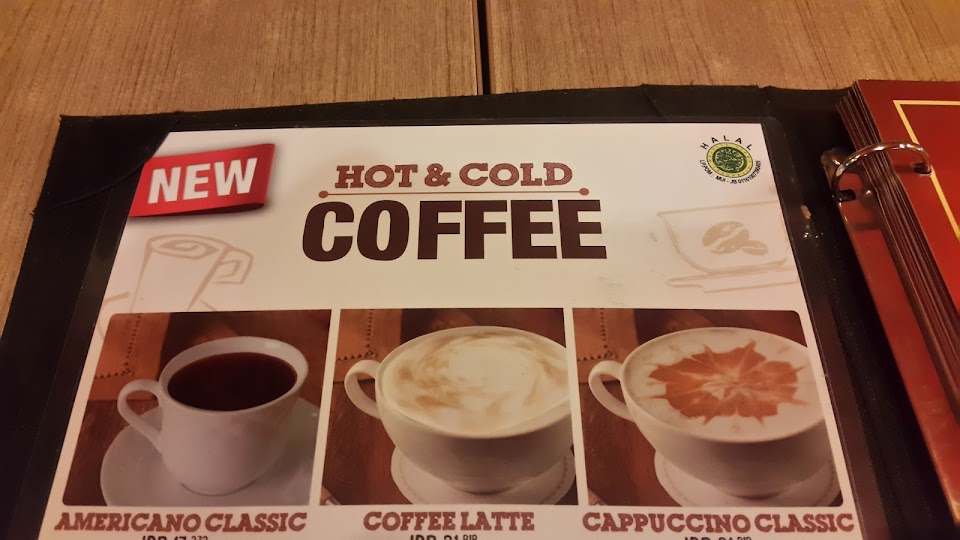 NEW
HOT & COLD
COFFEE
HALAL
AMERICANO CLASSIC
COFFEE LATTE
CAPPUCCINO CLASSIC